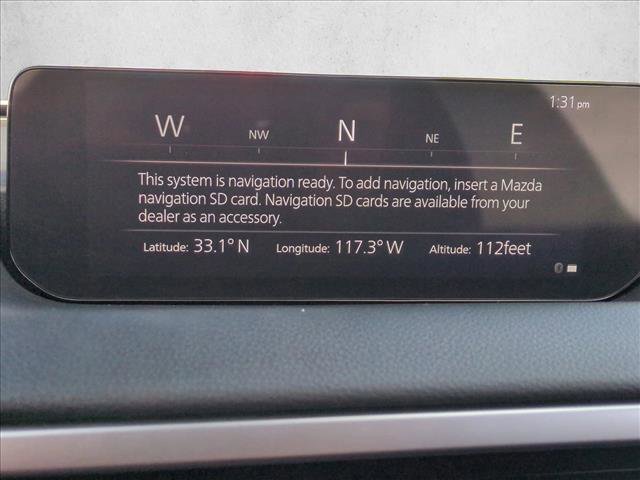 1:31 pm
W NW N NE E
This system is navigation ready. To add navigation, insert a Mazda
navigation SD card. Navigation SD cards are available from your
dealer as an accessory.
Latitude: 33.1° N Longitude: 117.3° W Altitude: 112feet